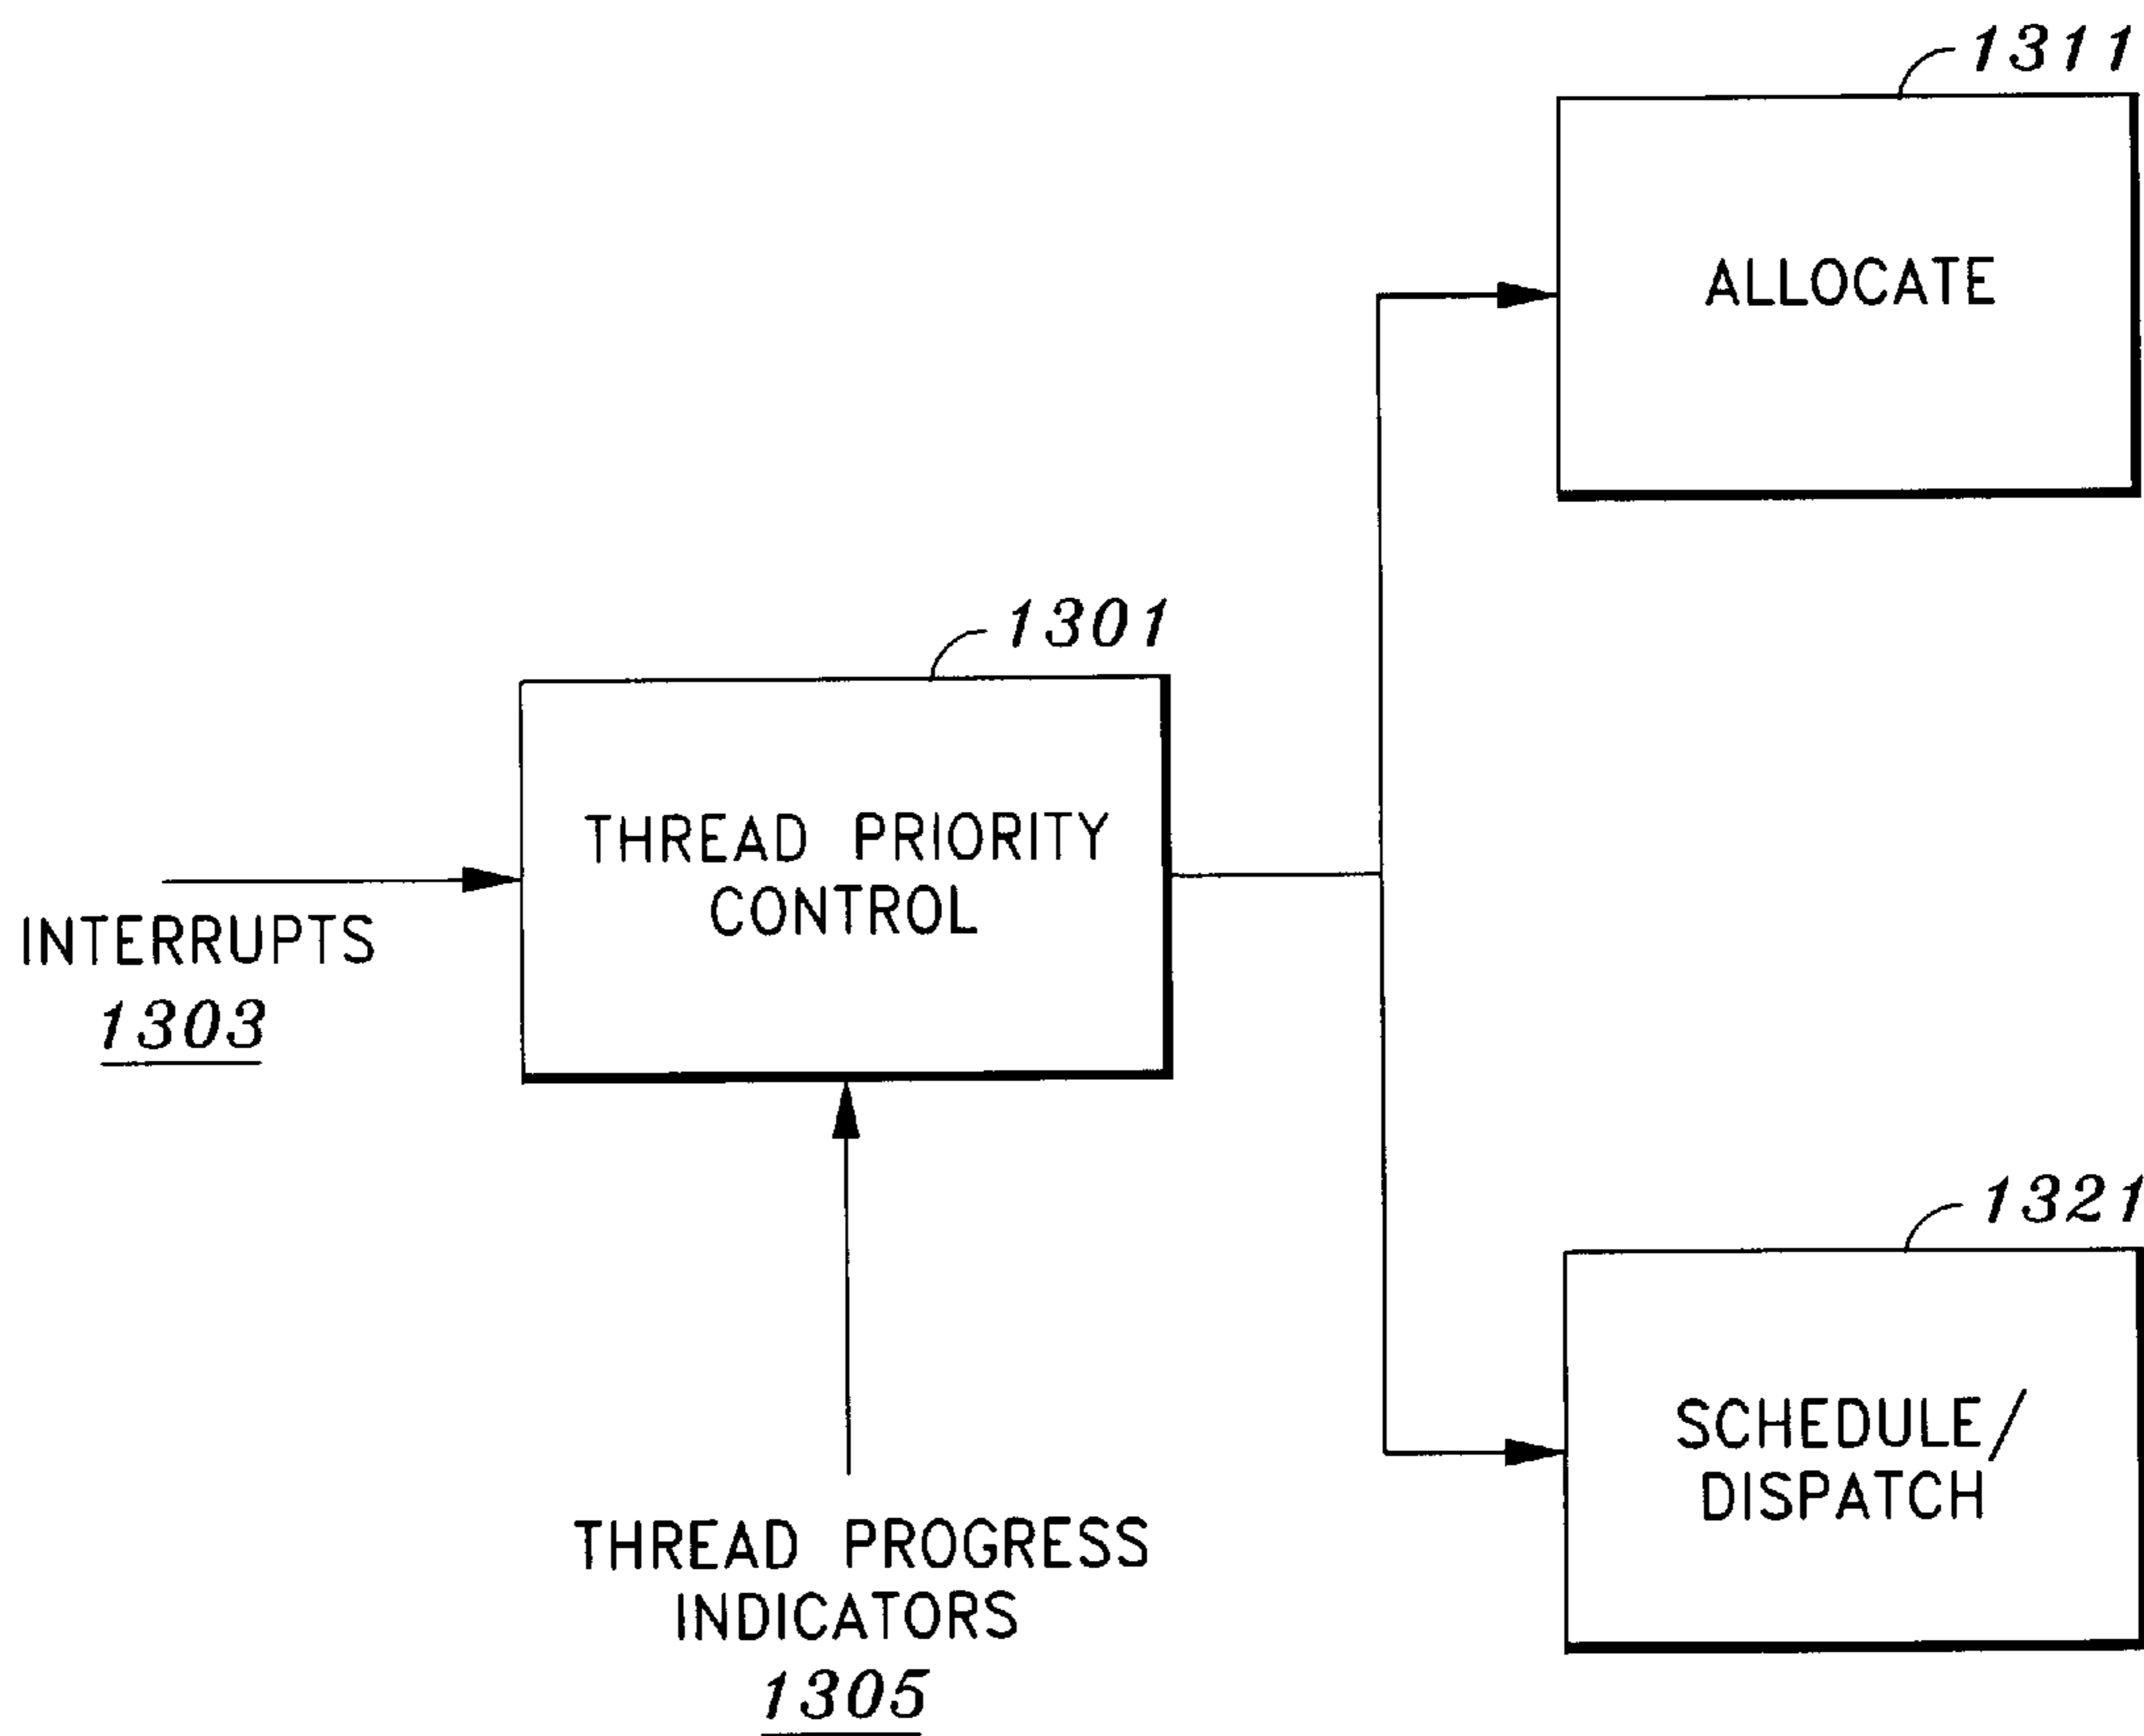 1311
ALLOCATE
1301
THREAD PRIORITY
CONTROL
INTERRUPTS
1303
1321
SCHEDULE/
DISPATCH
THREAD PROGRESS
INDICATORS
1305